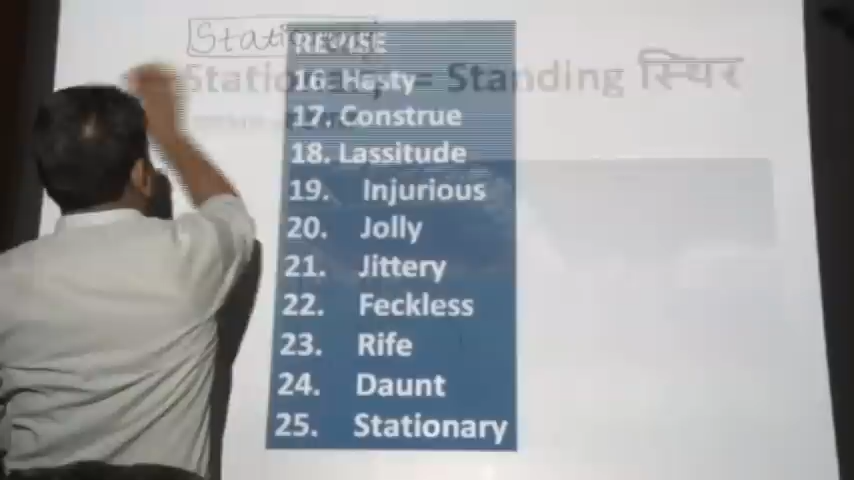 REVISE
Stationary = Standing स्थिर
16. Hasty
17. Construe
18. Lassitude
19. Injurious
20. Jolly
21. Jittery
22. Feckless
23. Rife
24. Daunt
25. Stationary